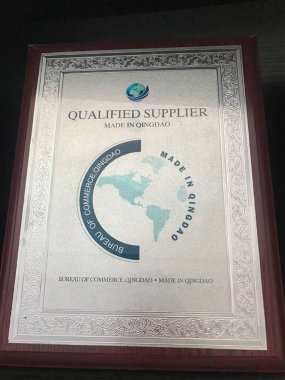 QUALIFIED SUPPLIER
MADE IN QINGDAO
BUREAU OF COMMERCE,QINGDAO
MADE IN QINGDAO
BUREAU OF COMMERCE ,QINGDAO • MADE IN QINGDAO